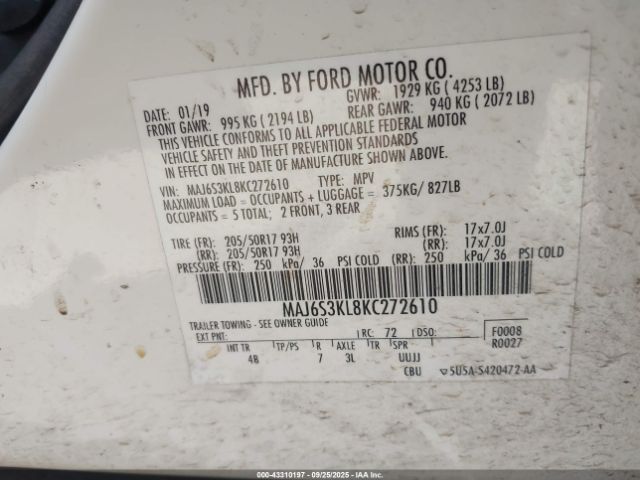 MFD. BY FORD MOTOR CO.
DATE: 01/19 GVWR: 1929 KG ( 4253 LB)
FRONT GAWR: 995 KG ( 2194 LB) REAR GAWR: 940 KG ( 2072 LB)
THIS VEHICLE CONFORMS TO ALL APPLICABLE FEDERAL MOTOR
VEHICLE SAFETY AND THEFT PREVENTION STANDARDS
IN EFFECT ON THE DATE OF MANUFACTURE SHOWN ABOVE.
VIN: MAJ6S3KL8KC272610 TYPE: MPV
MAXIMUM LOAD = OCCUPANTS + LUGGAGE = 375KG/ 827LB
OCCUPANTS = 5 TOTAL; 2 FRONT, 3 REAR
TIRE (FR): 205/50R17 93H RIMS (FR): 17x7.0J
(RR): 205/50R17 93H (RR): 17x7.0J
PRESSURE (FR): 250 kPa/ 36 PSI COLD (RR): 250 kPa/ 36 PSI COLD
MAJ6S3KL8KC272610
TRAILER TOWING - SEE OWNER GUIDE
EXT PNT: RC: 72 DSO: F0008
INT TR TP/PS R AXLE TR SPR R0027
4B 7 3L UUJJ
CBU 5U5A-S420472-AA
000-43310197 - 09/25/2025 - IAA Inc.